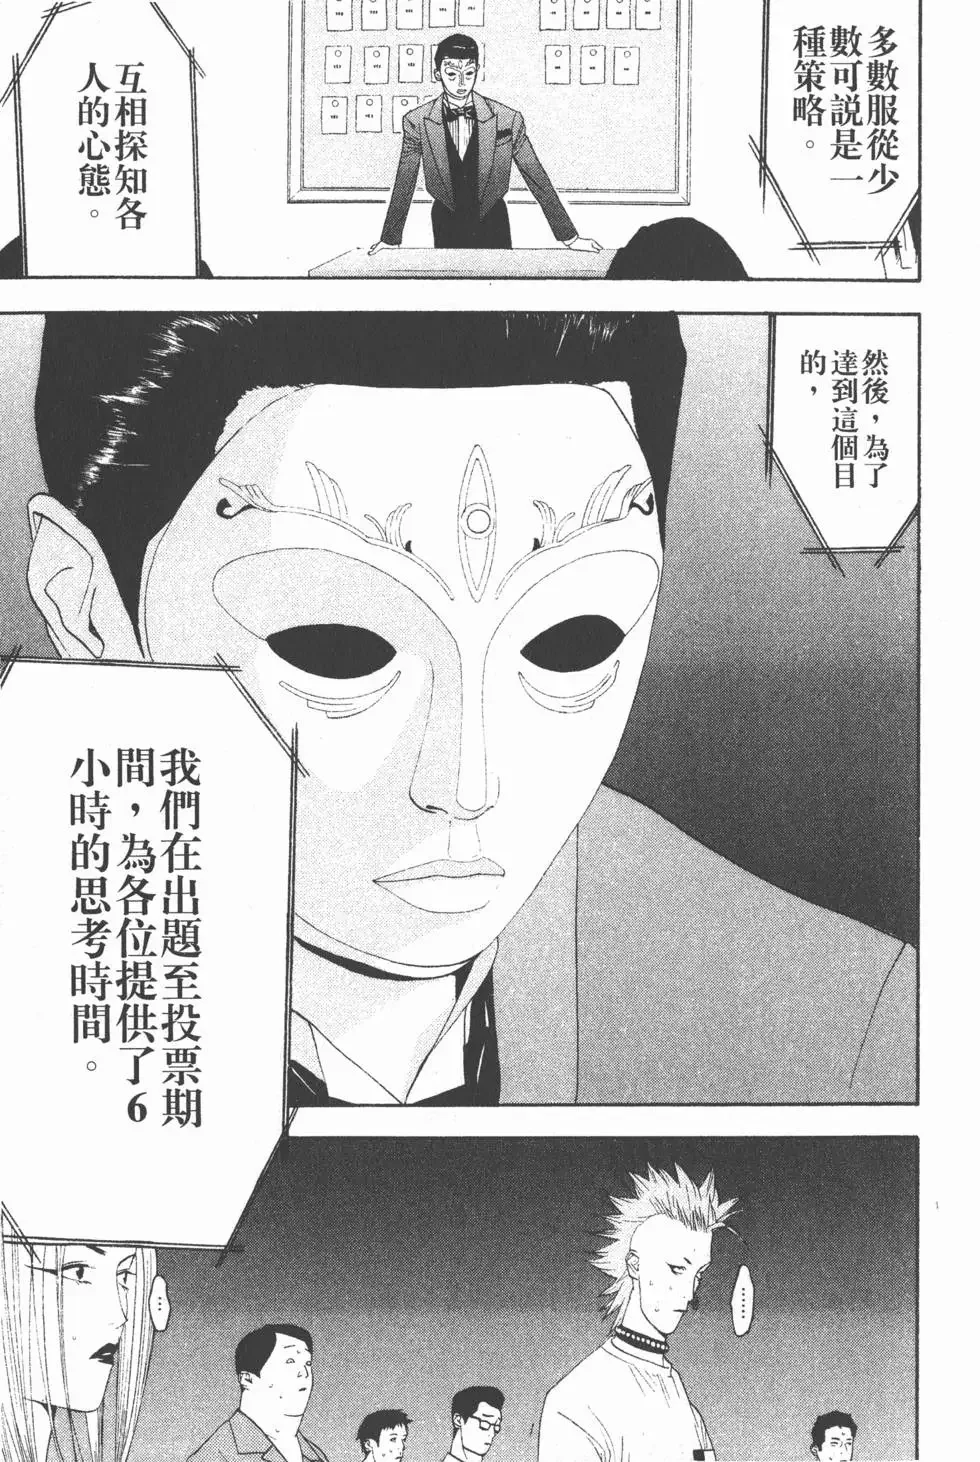 多數服從少
數可說是一
種策略。
互相探知各
人的心態。
然後，為了
達到這個目
的，
我們在出題至投票期
間，為各位提供了6
小時的思考時間。
……
……